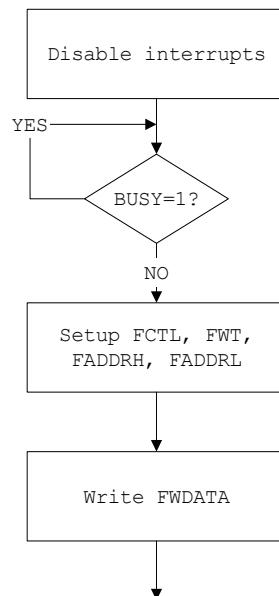 Disable interrupts
YES
BUSY=1?
NO
Setup FCTL, FWT,
FADDRH, FADDRL
Write FWDATA